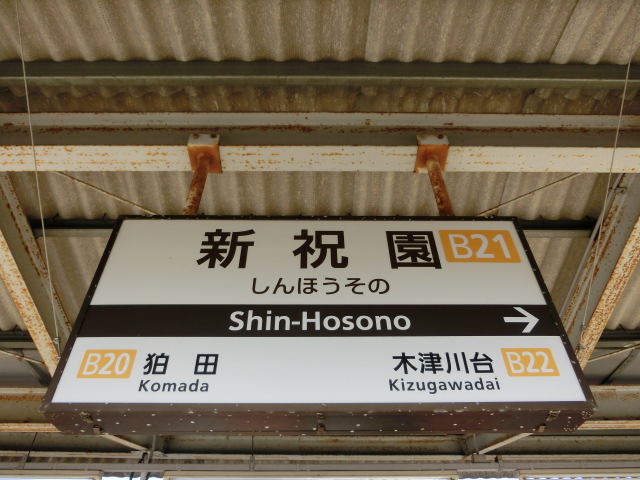 新祝園 B21
しんほうその
Shin-Hosono →
B20 狛田 木津川台 B22
Komada Kizugawadai